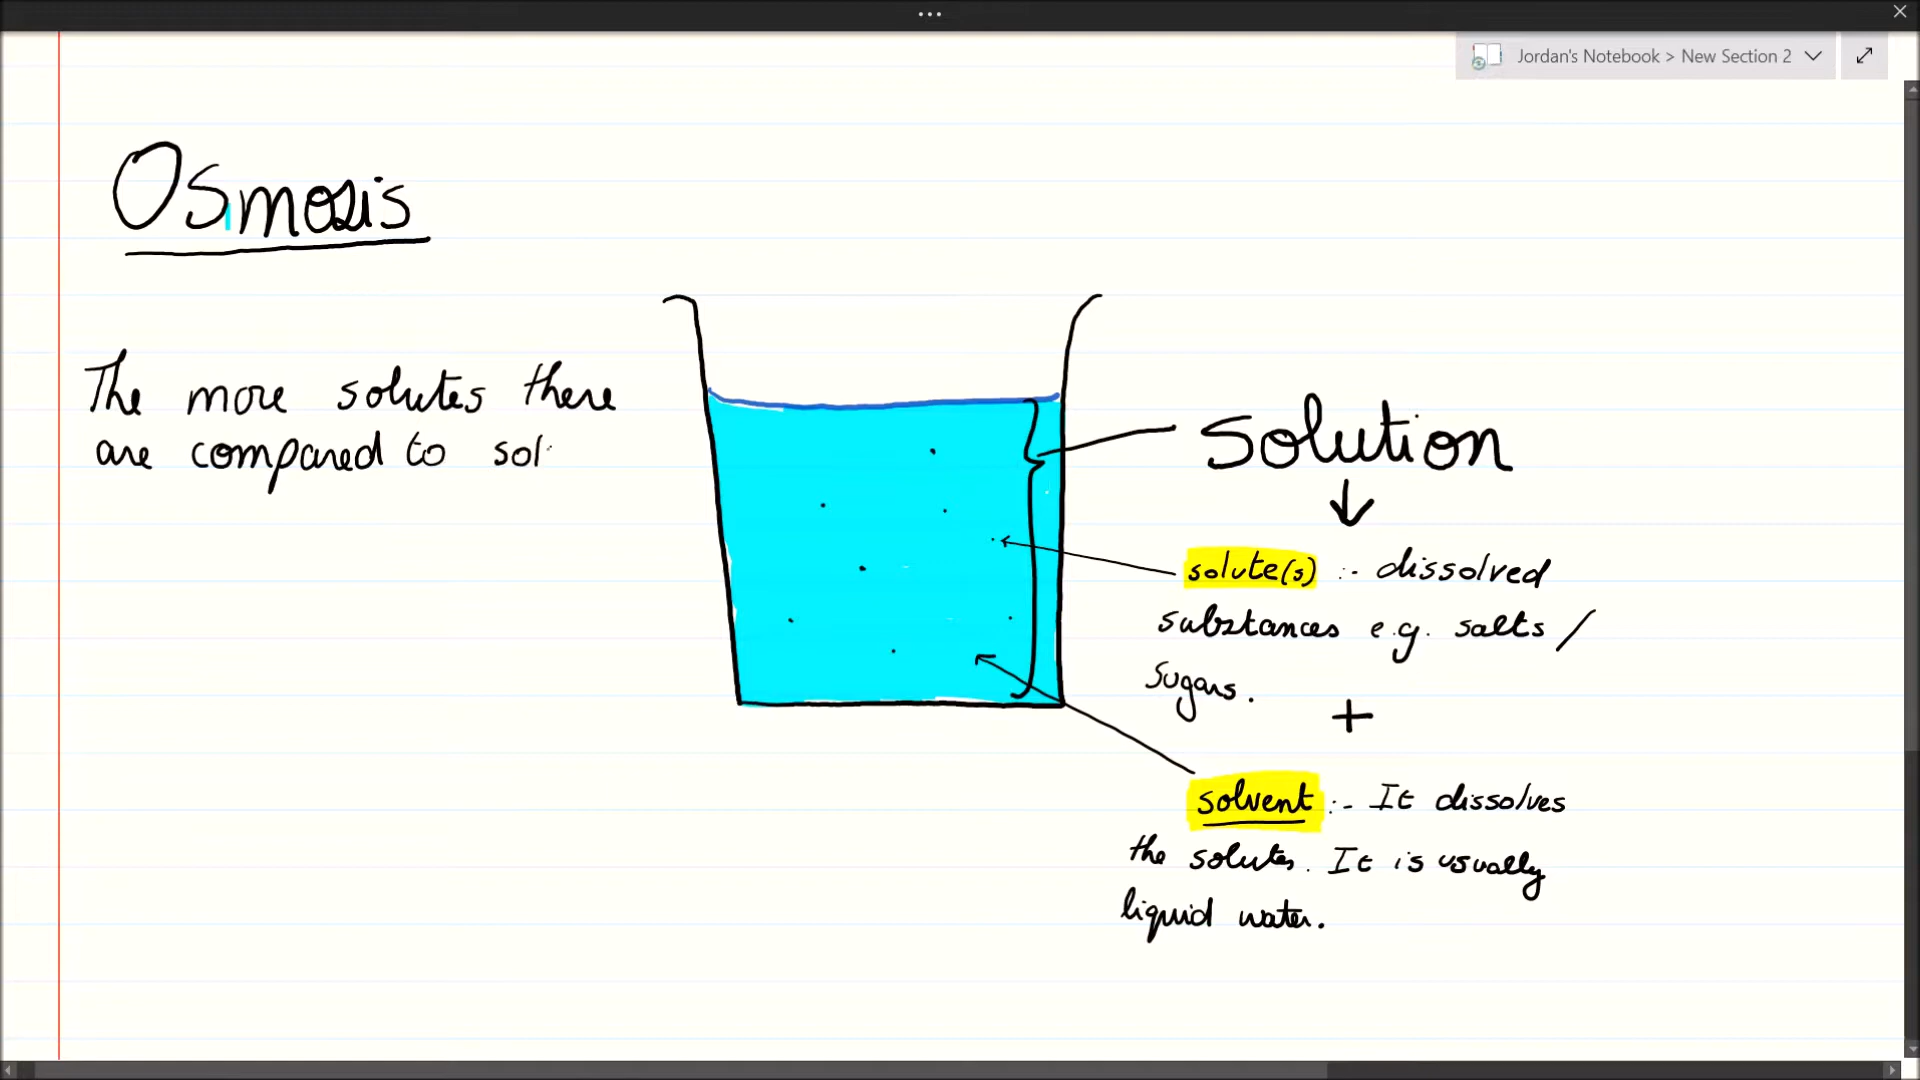 Jordan's Notebook > New Section 2
Osmosis
The more solutes there
are compared to sol
Solution
solute(s) :- dissolved
substances e.g. salts /
sugars.
+
solvent :- It dissolves
the solutes. It is usually
liquid water.